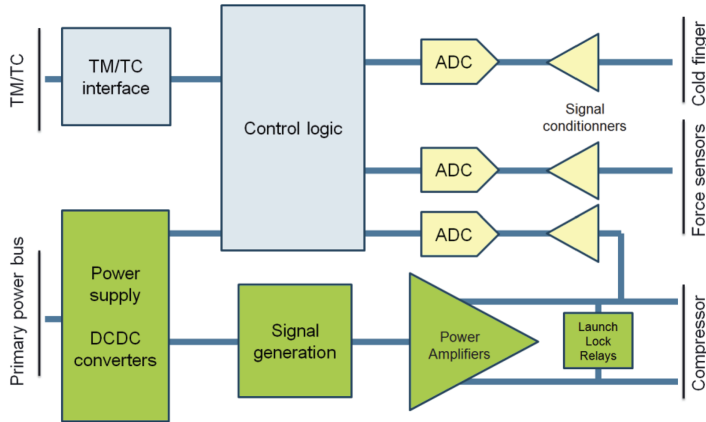 TM/TC
TM/TC
interface
Control logic
ADC
Cold finger
Signal
conditionners
ADC
Force sensors
ADC
Primary power bus
Power
supply
DCDC
converters
Signal
generation
Power
Amplifiers
Launch
Lock
Relays
Compressor